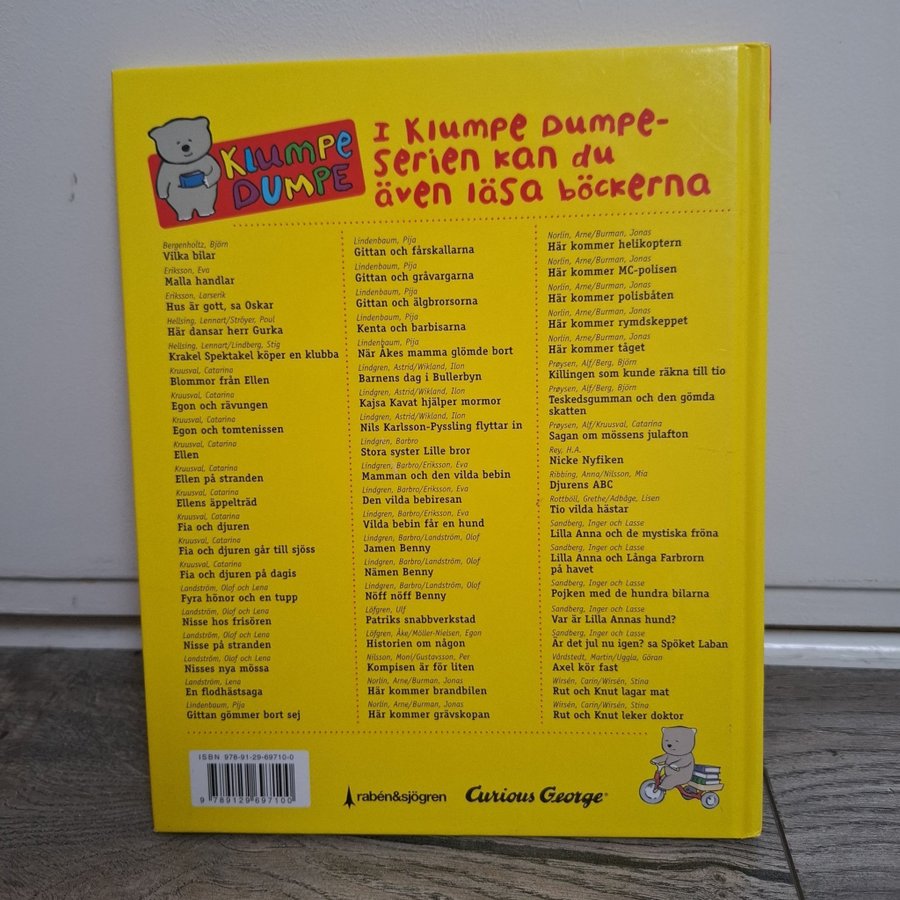 KLUMPE
DUMPE
I KLUMPE DUMPE-
SERIEN KAN DU
ÄVEN LÄSA BÖCKERNA
Bergenholtz, Björn
Vilka bilar
Eriksson, Eva
Malla handlar
Eriksson, Larserik
Hus är gott, sa Oskar
Hellsing, Lennart/Ströyer, Poul
Här dansar herr Gurka
Hellsing, Lennart/Lindberg, Stig
Krakel Spektakel köper en klubba
Kruusval, Catarina
Blommor från Ellen
Kruusval, Catarina
Egon och rävungen
Kruusval, Catarina
Egon och tomtenissen
Kruusval, Catarina
Ellen
Kruusval, Catarina
Ellen på stranden
Kruusval, Catarina
Ellens äppelträd
Kruusval, Catarina
Fia och djuren
Kruusval, Catarina
Fia och djuren går till sjöss
Kruusval, Catarina
Fia och djuren på dagis
Landström, Olof och Lena
Fyra hönor och en tupp
Landström, Olof och Lena
Nisse hos frisören
Landström, Olof och Lena
Nisse på stranden
Landström, Olof och Lena
Nisses nya mössa
Landström, Lena
En flodhästsaga
Lindenbaum, Pija
Gittan gömmer bort sej
Lindenbaum, Pija
Gittan och fårskallarna
Lindenbaum, Pija
Gittan och gråvargarna
Lindenbaum, Pija
Gittan och älgbrorsorna
Lindenbaum, Pija
Kenta och barbisarna
Lindenbaum, Pija
När Åkes mamma glömde bort
Lindgren, Astrid/Wikland, Ilon
Barnens dag i Bullerbyn
Lindgren, Astrid/Wikland, Ilon
Kajsa Kavat hjälper mormor
Lindgren, Astrid/Wikland, Ilon
Nils Karlsson-Pyssling flyttar in
Lindgren, Barbro
Stora syster Lille bror
Lindgren, Barbro/Eriksson, Eva
Mamman och den vilda bebin
Lindgren, Barbro/Eriksson, Eva
Den vilda bebiresan
Lindgren, Barbro/Eriksson, Eva
Vilda bebin får en hund
Lindgren, Barbro/Landström, Olof
Jamen Benny
Lindgren, Barbro/Landström, Olof
Nämen Benny
Lindgren, Barbro/Landström, Olof
Nöff nöff Benny
Löfgren, Ulf
Patriks snabbverkstad
Löfgren, Åke/Möller-Nielsen, Egon
Historien om någon
Nilsson, Moni/Gustavsson, Per
Kompisen är för liten
Norlin, Arne/Burman, Jonas
Här kommer brandbilen
Norlin, Arne/Burman, Jonas
Här kommer grävskopan
Norlin, Arne/Burman, Jonas
Här kommer helikoptern
Norlin, Arne/Burman, Jonas
Här kommer MC-polisen
Norlin, Arne/Burman, Jonas
Här kommer polisbåten
Norlin, Arne/Burman, Jonas
Här kommer rymdskeppet
Norlin, Arne/Burman, Jonas
Här kommer tåget
Prøysen, Alf/Berg, Björn
Killingen som kunde räkna till tio
Prøysen, Alf/Berg, Björn
Teskedsgumman och den gömda
skatten
Prøysen, Alf/Kruusval, Catarina
Sagan om mössens julafton
Rey, H.A.
Nicke Nyfiken
Ribbing, Anna/Nilsson, Mia
Djurens ABC
Rottböll, Grethe/Adbåge, Lisen
Tio vilda hästar
Sandberg, Inger och Lasse
Lilla Anna och de mystiska fröna
Sandberg, Inger och Lasse
Lilla Anna och Långa Farbrorn
på havet
Sandberg, Inger och Lasse
Pojken med de hundra bilarna
Sandberg, Inger och Lasse
Var är Lilla Annas hund?
Sandberg, Inger och Lasse
Är det jul nu igen? sa Spöket Laban
Vårdstedt, Martin/Uggla, Göran
Axel kör fast
Wirsén, Carin/Wirsén, Stina
Rut och Knut lagar mat
Wirsén, Carin/Wirsén, Stina
Rut och Knut leker doktor
ISBN 978-91-29-69710-0
9 789129 697100
rabén&sjögren
Curious George®